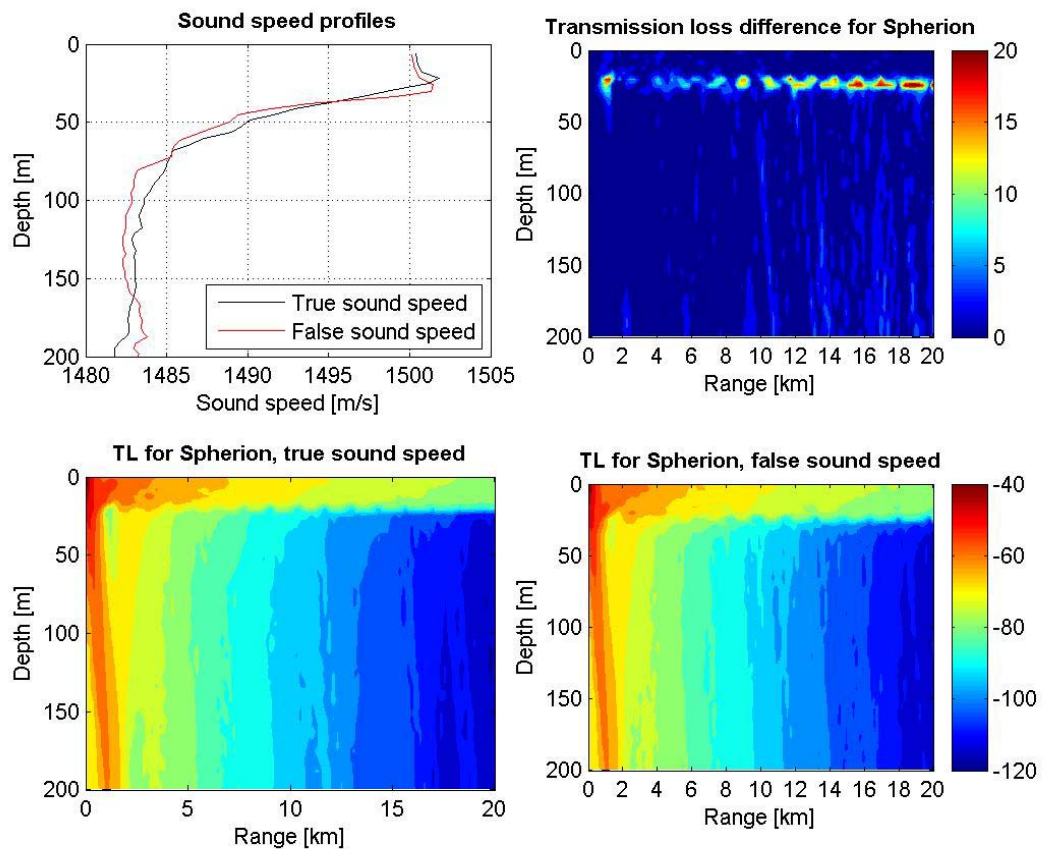 Sound speed profiles
0
50
100
150
200
Depth [m]
True sound speed
False sound speed
1480 1485 1490 1495 1500 1505
Sound speed [m/s]
Transmission loss difference for Spherion
0
50
100
150
200
Depth [m]
0 2 4 6 8 10 12 14 16 18 20
Range [km]
20
15
10
5
0
TL for Spherion, true sound speed
0
50
100
150
200
Depth [m]
0 5 10 15 20
Range [km]
TL for Spherion, false sound speed
0
50
100
150
200
Depth [m]
0 2 4 6 8 10 12 14 16 18 20
Range [km]
-40
-60
-80
-100
-120